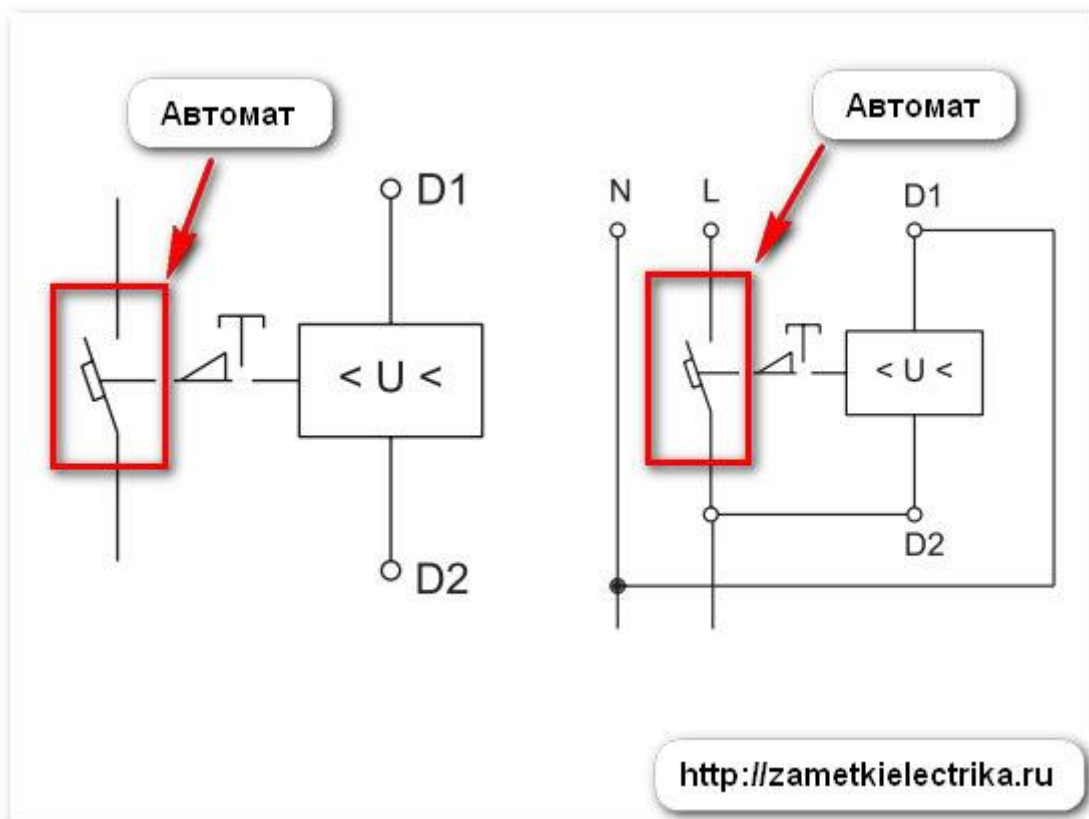 Автомат
D1
< U <
D2
Автомат
N L D1
< U <
D2
http://zametkielectrika.ru